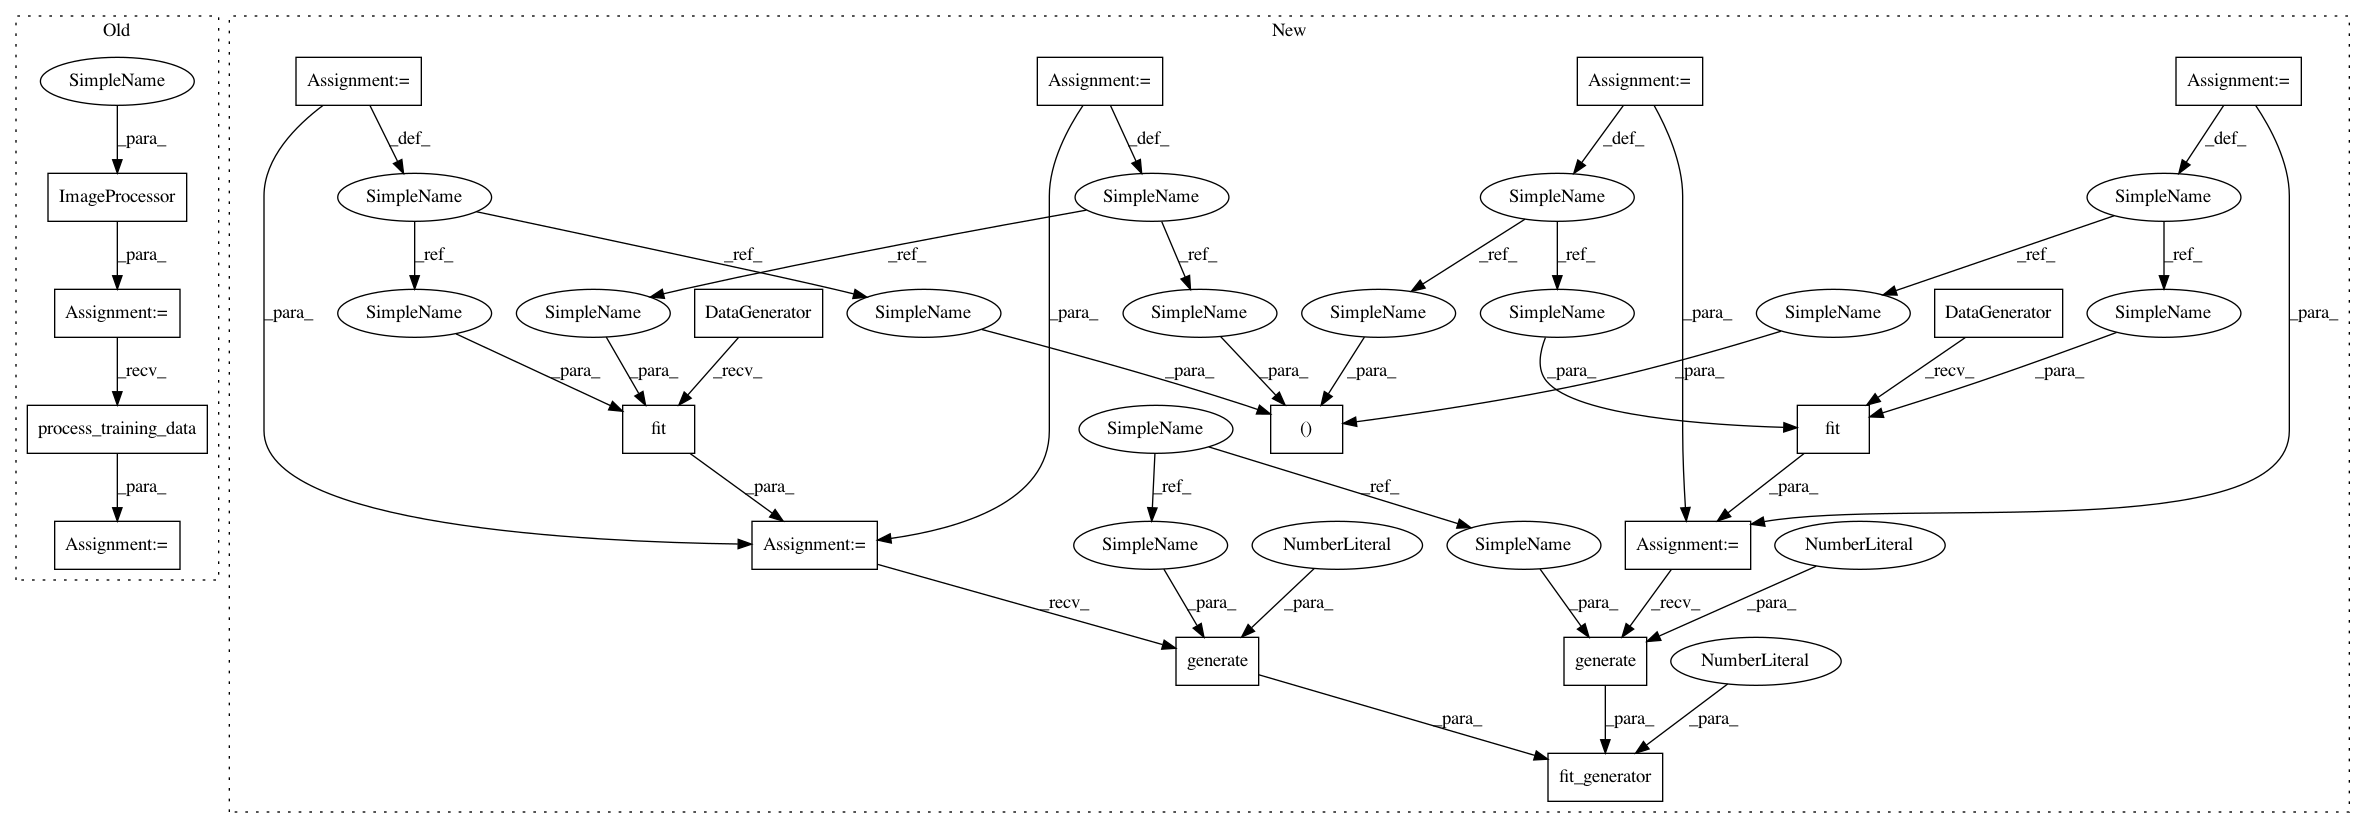 Old
New
SimpleName
Assignment:=
Assignment:=
Assignment:=
Assignment:=
_para_
_def_
_def_
_def_
_def_
ImageProcessor
SimpleName
SimpleName
SimpleName
SimpleName
_para_
_ref_
_ref_
_ref_
_ref_
_ref_
_ref_
_ref_
_ref_
Assignment:=
_para_
SimpleName
SimpleName
DataGenerator
SimpleName
_para_
SimpleName
SimpleName
SimpleName
_para_
SimpleName
DataGenerator
SimpleName
_para_
_recv_
_para_
_para_
_recv_
_para_
_para_
_para_
_para_
_para_
_recv_
_para_
process_training_data
fit
SimpleName
()
fit
_para_
_para_
_ref_
_ref_
_para_
Assignment:=
Assignment:=
SimpleName
NumberLiteral
SimpleName
Assignment:=
NumberLiteral
_recv_
_para_
_para_
_para_
_recv_
_para_
generate
generate
NumberLiteral
_para_
_para_
_para_
fit_generator